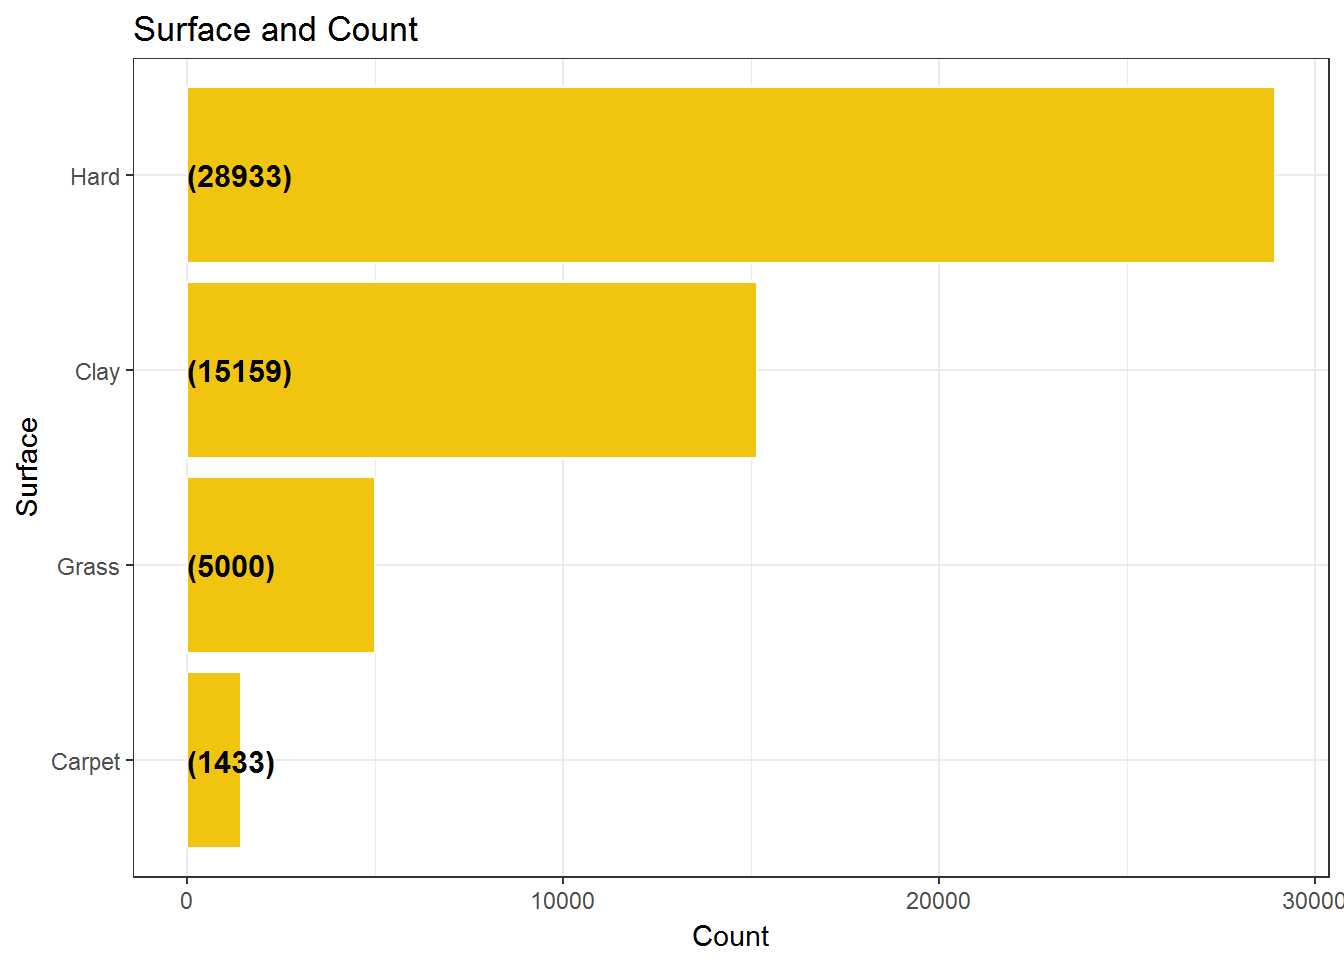 Surface and Count
Surface
Hard
(28933)
Clay
(15159)
Grass
(5000)
Carpet
(1433)
0 10000 20000 30000
Count